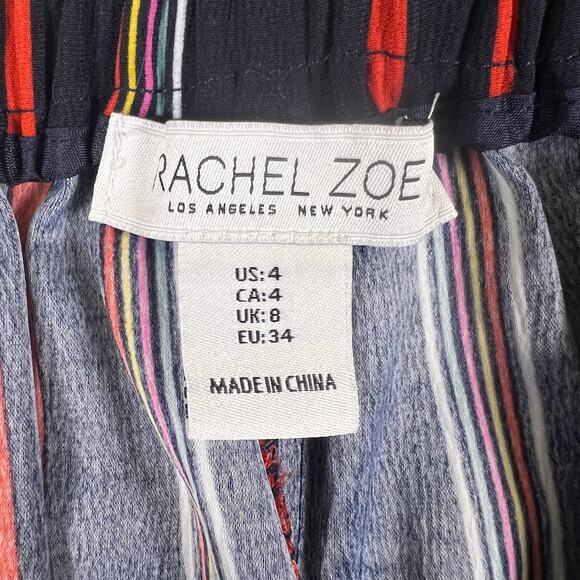 RACHEL ZOE
LOS ANGELES NEW YORK
US:4
CA:4
UK:8
EU:34
MADE IN CHINA